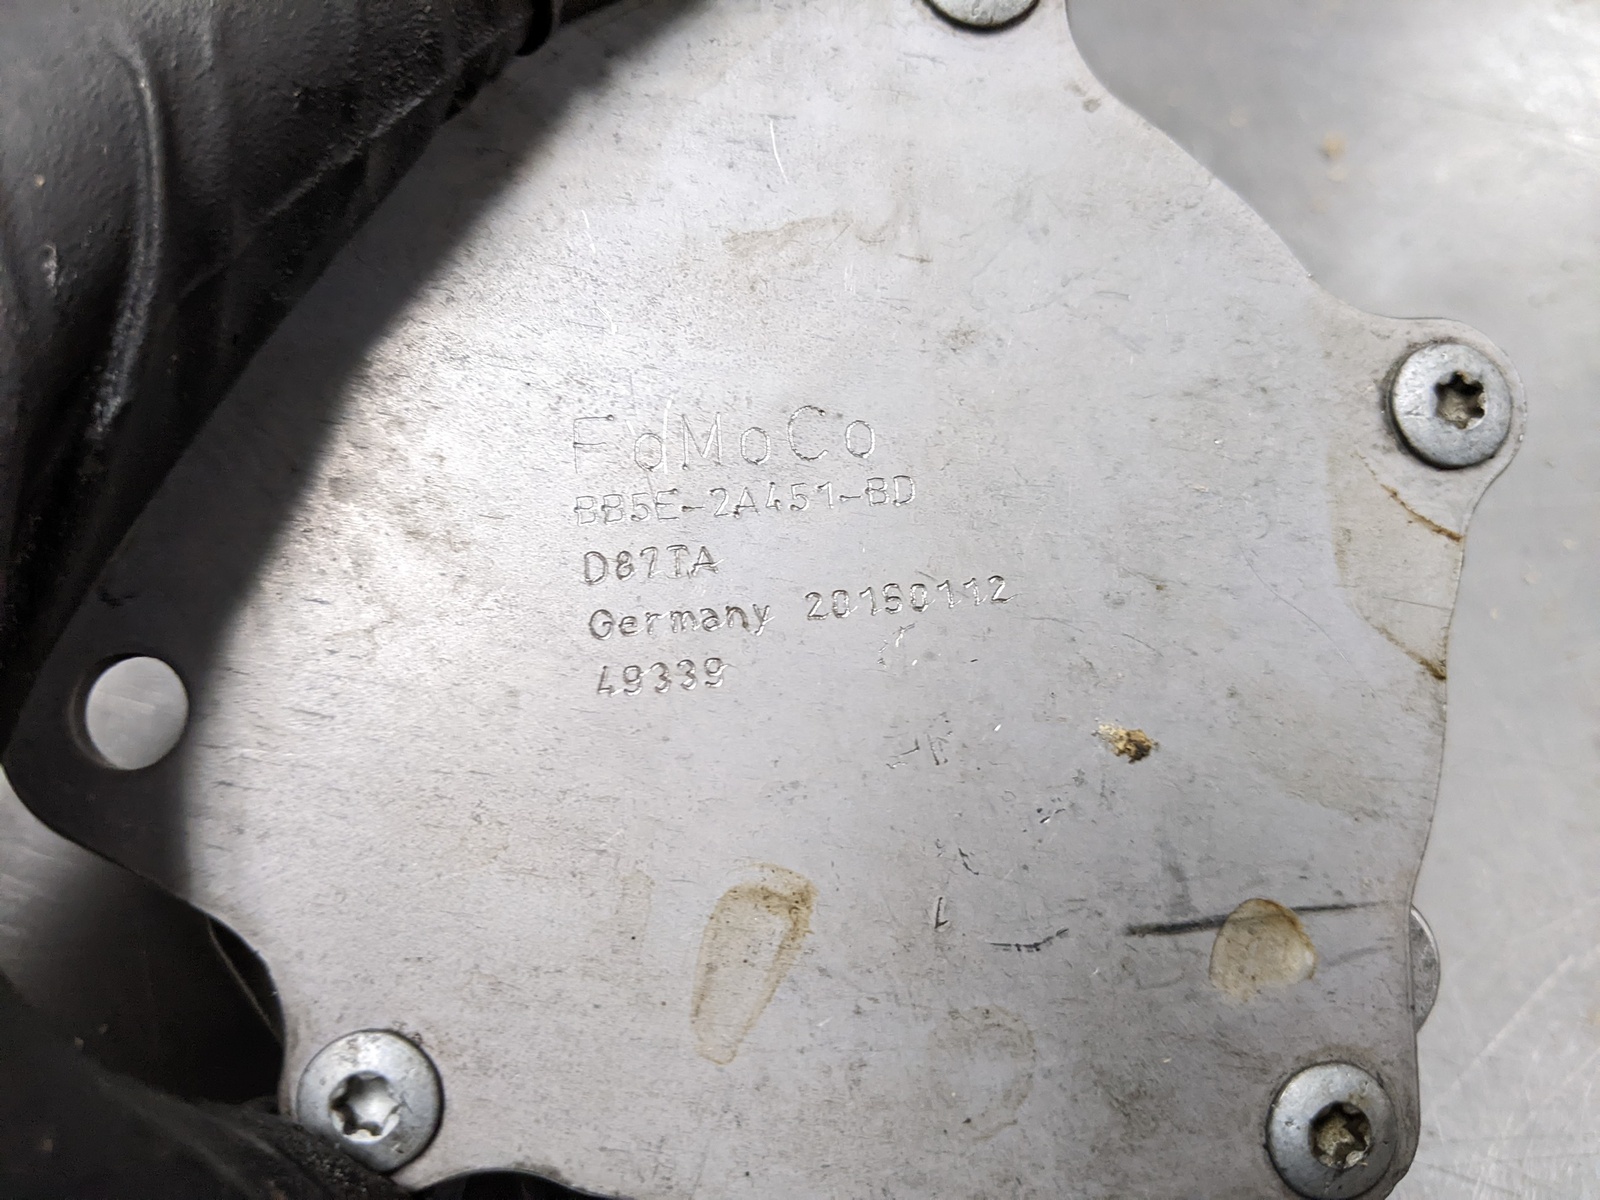 FoMoCo
BB5E-2A451-BD
D87TA
Germany 20160112
49339